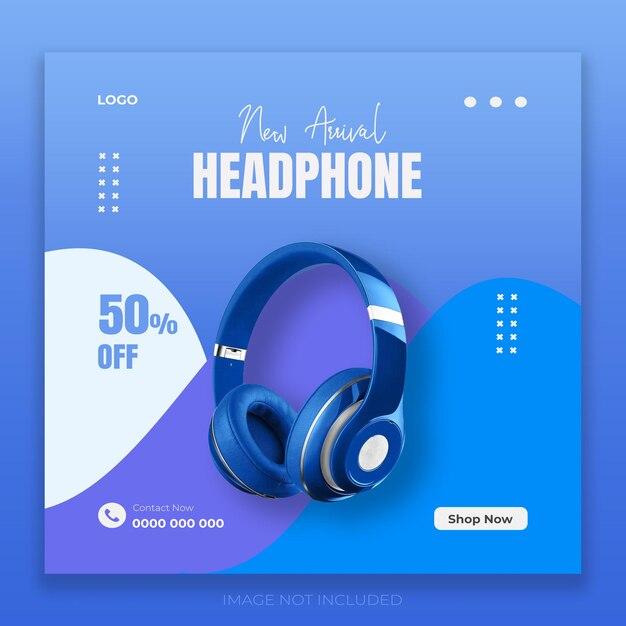 LOGO
New Arrival
HEADPHONE
50%
OFF
Contact Now
0000 000 000
Shop Now
IMAGE NOT INCLUDED